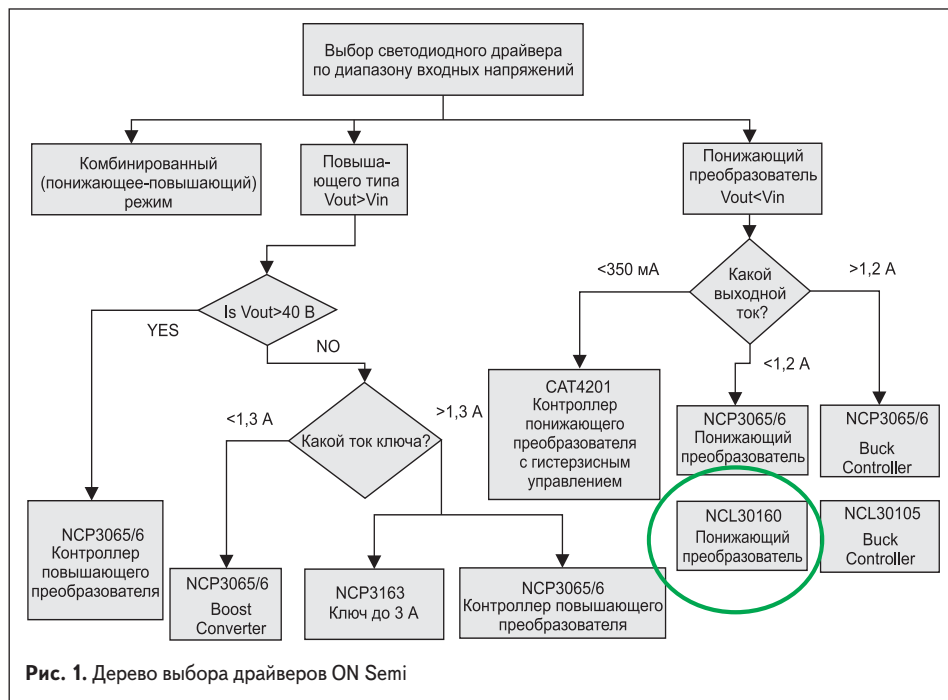 Выбор светодиодного драйвера
по диапазону входных напряжений
Комбинированный
(понижающее-повышающий)
режим
Повыша-
ющего типа
Vout>Vin
Понижающий
преобразователь
Vout<Vin
Is Vout>40 В
YES
NO
Какой ток ключа?
<1,3 А
>1,3 А
<350 мА
Какой
выходной
ток?
>1,2 А
<1,2 А
CAT4201
Контроллер
понижающего
преобразователя
с гистерзисным
управлением
NCP3065/6
Понижающий
преобразователь
NCP3065/6
Buck
Controller
NCL30160
Понижающий
преобразователь
NCL30105
Buck
Controller
NCP3065/6
Контроллер
повышающего
преобразователя
NCP3065/6
Boost
Converter
NCP3163
Ключ до 3 А
NCP3065/6
Контроллер повышающего
преобразователя
Рис. 1. Дерево выбора драйверов ON Semi